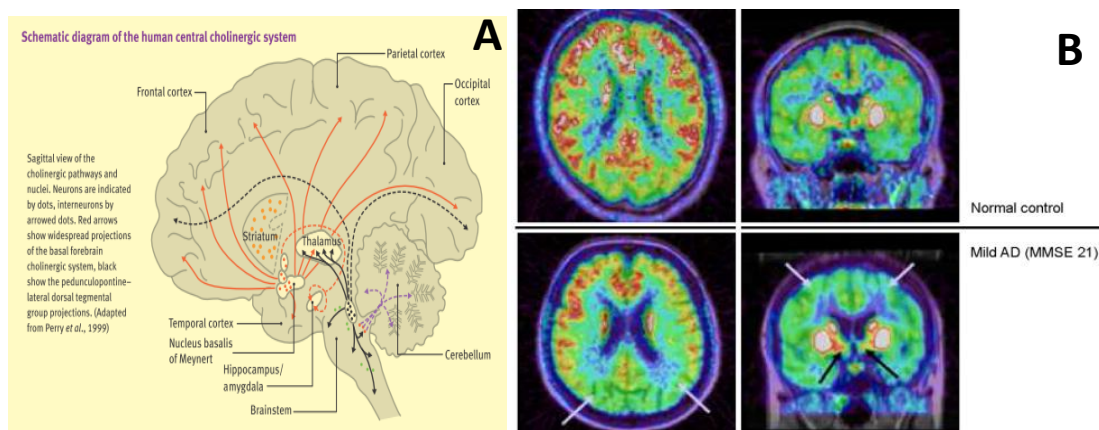 Schematic diagram of the human central cholinergic system
A
Parietal cortex
Frontal cortex
Occipital
cortex
Sagittal view of the
cholinergic pathways and
nuclei. Neurons are indicated
by dots, interneurons by
arrowed dots. Red arrows
show widespread projections
of the basal forebrain
cholinergic system, black
show the pedunculopontine–
lateral dorsal tegmental
group projections. (Adapted
from Perry et al., 1999)
Striatum
Thalamus
Temporal cortex
Nucleus basalis
of Meynert
Hippocampus/
amygdala
Brainstem
Cerebellum
B
Normal control
Mild AD (MMSE 21)